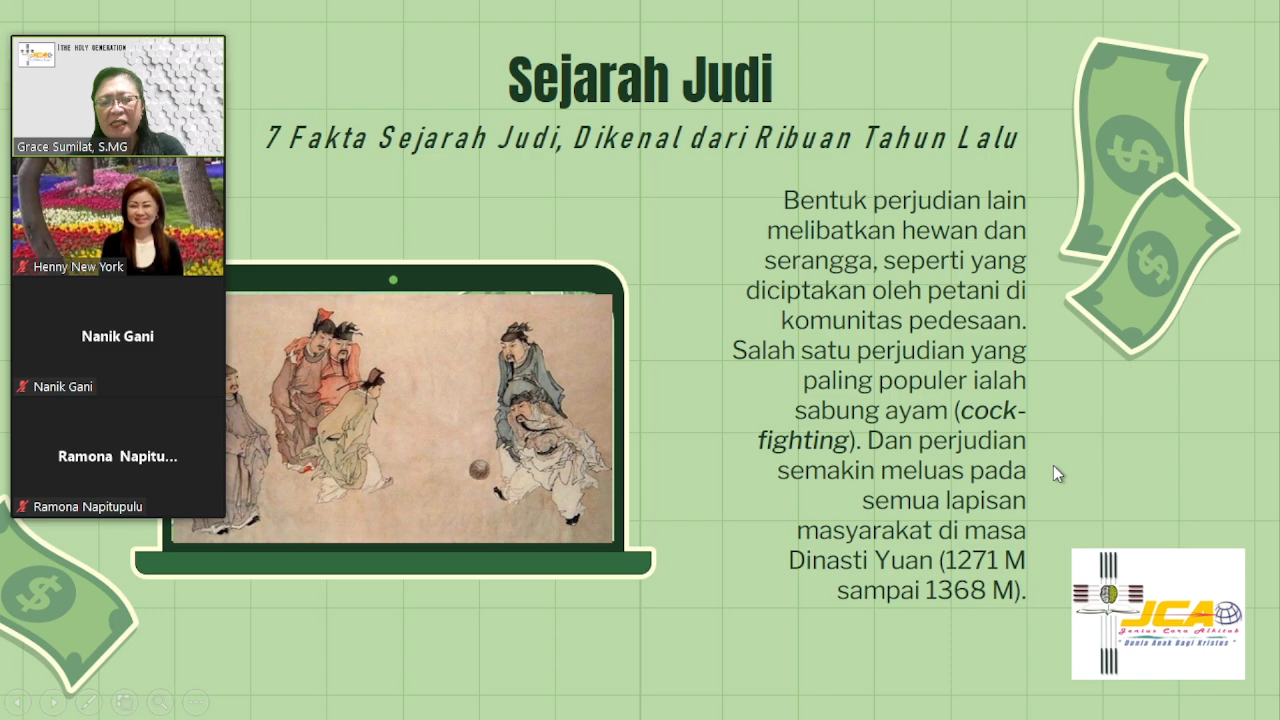 THE HOLY GENERATION
Grace Sumilat, S.MG
Henny New York
Nanik Gani
Nanik Gani
Ramona Napitu...
Ramona Napitupulu
Sejarah Judi
7 Fakta Sejarah Judi, Dikenal dari Ribuan Tahun Lalu
Bentuk perjudian lain
melibatkan hewan dan
serangga, seperti yang
diciptakan oleh petani di
komunitas pedesaan.
Salah satu perjudian yang
paling populer ialah
sabung ayam (cock-
fighting). Dan perjudian
semakin meluas pada
semua lapisan
masyarakat di masa
Dinasti Yuan (1271 M
sampai 1368 M).
JCA
Jenius Cara Alkitab
"Dunia Anak Bagi Kristus"